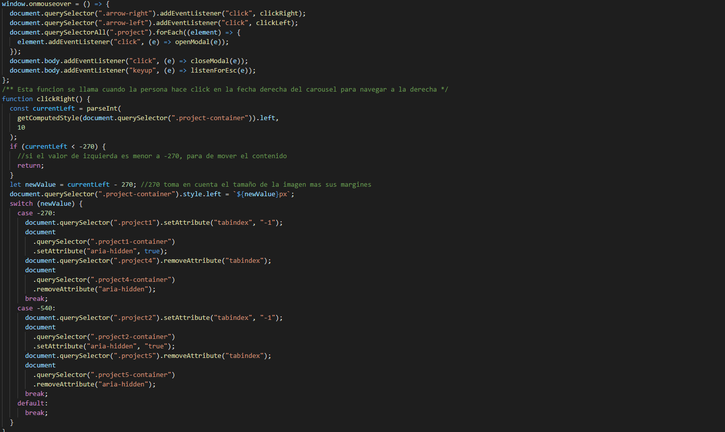 window.onmouseover = () => {
  document.querySelector(".arrow-right").addEventListener("click", clickRight);
  document.querySelector(".arrow-left").addEventListener("click", clickLeft);
  document.querySelectorAll(".project").forEach((element) => {
    element.addEventListener("click", (e) => openModal(e));
  });
  document.body.addEventListener("click", (e) => closeModal(e));
  document.body.addEventListener("keyup", (e) => listenForEsc(e));
};
/** Esta funcion se llama cuando la persona hace click en la fecha derecha del carousel para navegar a la derecha */
function clickRight() {
  const currentLeft = parseInt(
    getComputedStyle(document.querySelector(".project-container")).left,
    10
  );
  if (currentLeft < -270) {
    //si el valor de izquierda es menor a -270, para de mover el contenido
    return;
  }
  let newValue = currentLeft - 270; //270 toma en cuenta el tamaño de la imagen mas sus margines
  document.querySelector(".project-container").style.left = `${newValue}px`;
  switch (newValue) {
    case -270:
      document.querySelector(".project1").setAttribute("tabindex", "-1");
      document
        .querySelector(".project1-container")
        .setAttribute("aria-hidden", true);
      document.querySelector(".project4").removeAttribute("tabindex");
      document
        .querySelector(".project4-container")
        .removeAttribute("aria-hidden");
      break;
    case -540:
      document.querySelector(".project2").setAttribute("tabindex", "-1");
      document
        .querySelector(".project2-container")
        .setAttribute("aria-hidden", "true");
      document.querySelector(".project5").removeAttribute("tabindex");
      document
        .querySelector(".project5-container")
        .removeAttribute("aria-hidden");
      break;
    default:
      break;
  }
}